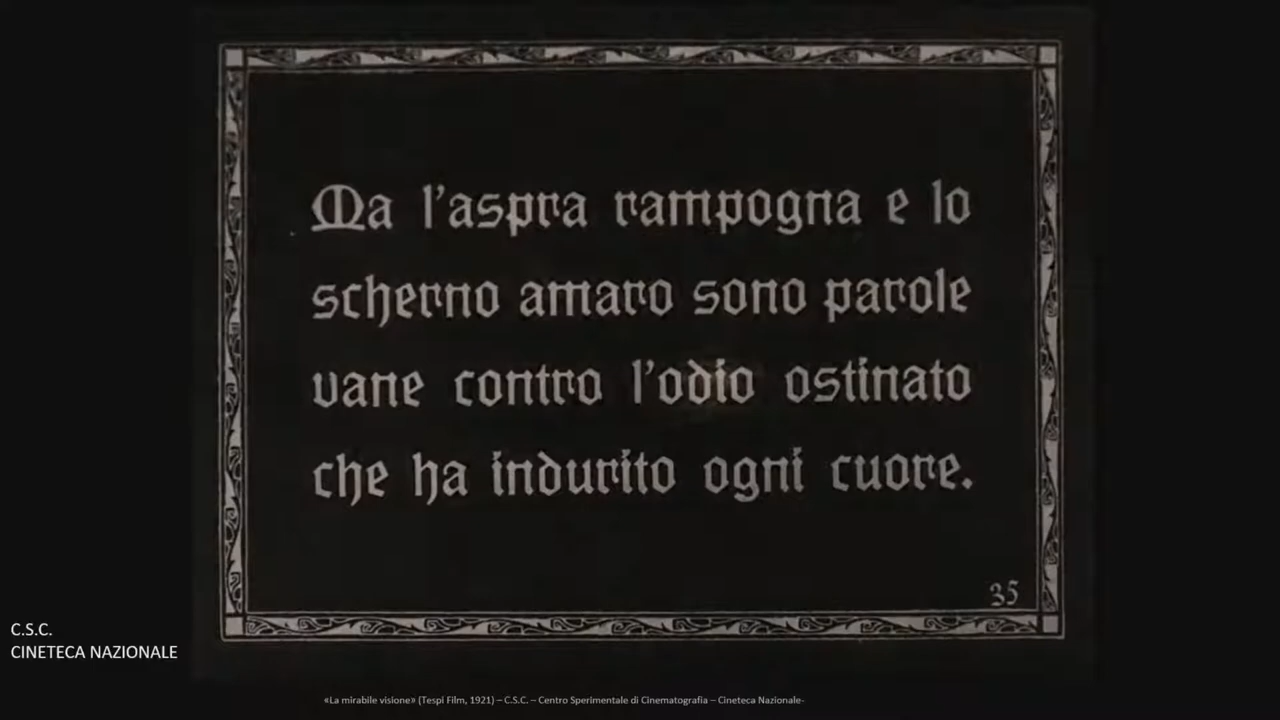 Ma l'aspra rampogna e lo
scherno amaro sono parole
vane contro l'odio ostinato
che ha indurito ogni cuore.
35
C.S.C.
CINETECA NAZIONALE
«La mirabile visione» (Tespi Film, 1921) – C.S.C. – Centro Sperimentale di Cinematografia – Cineteca Nazionale-